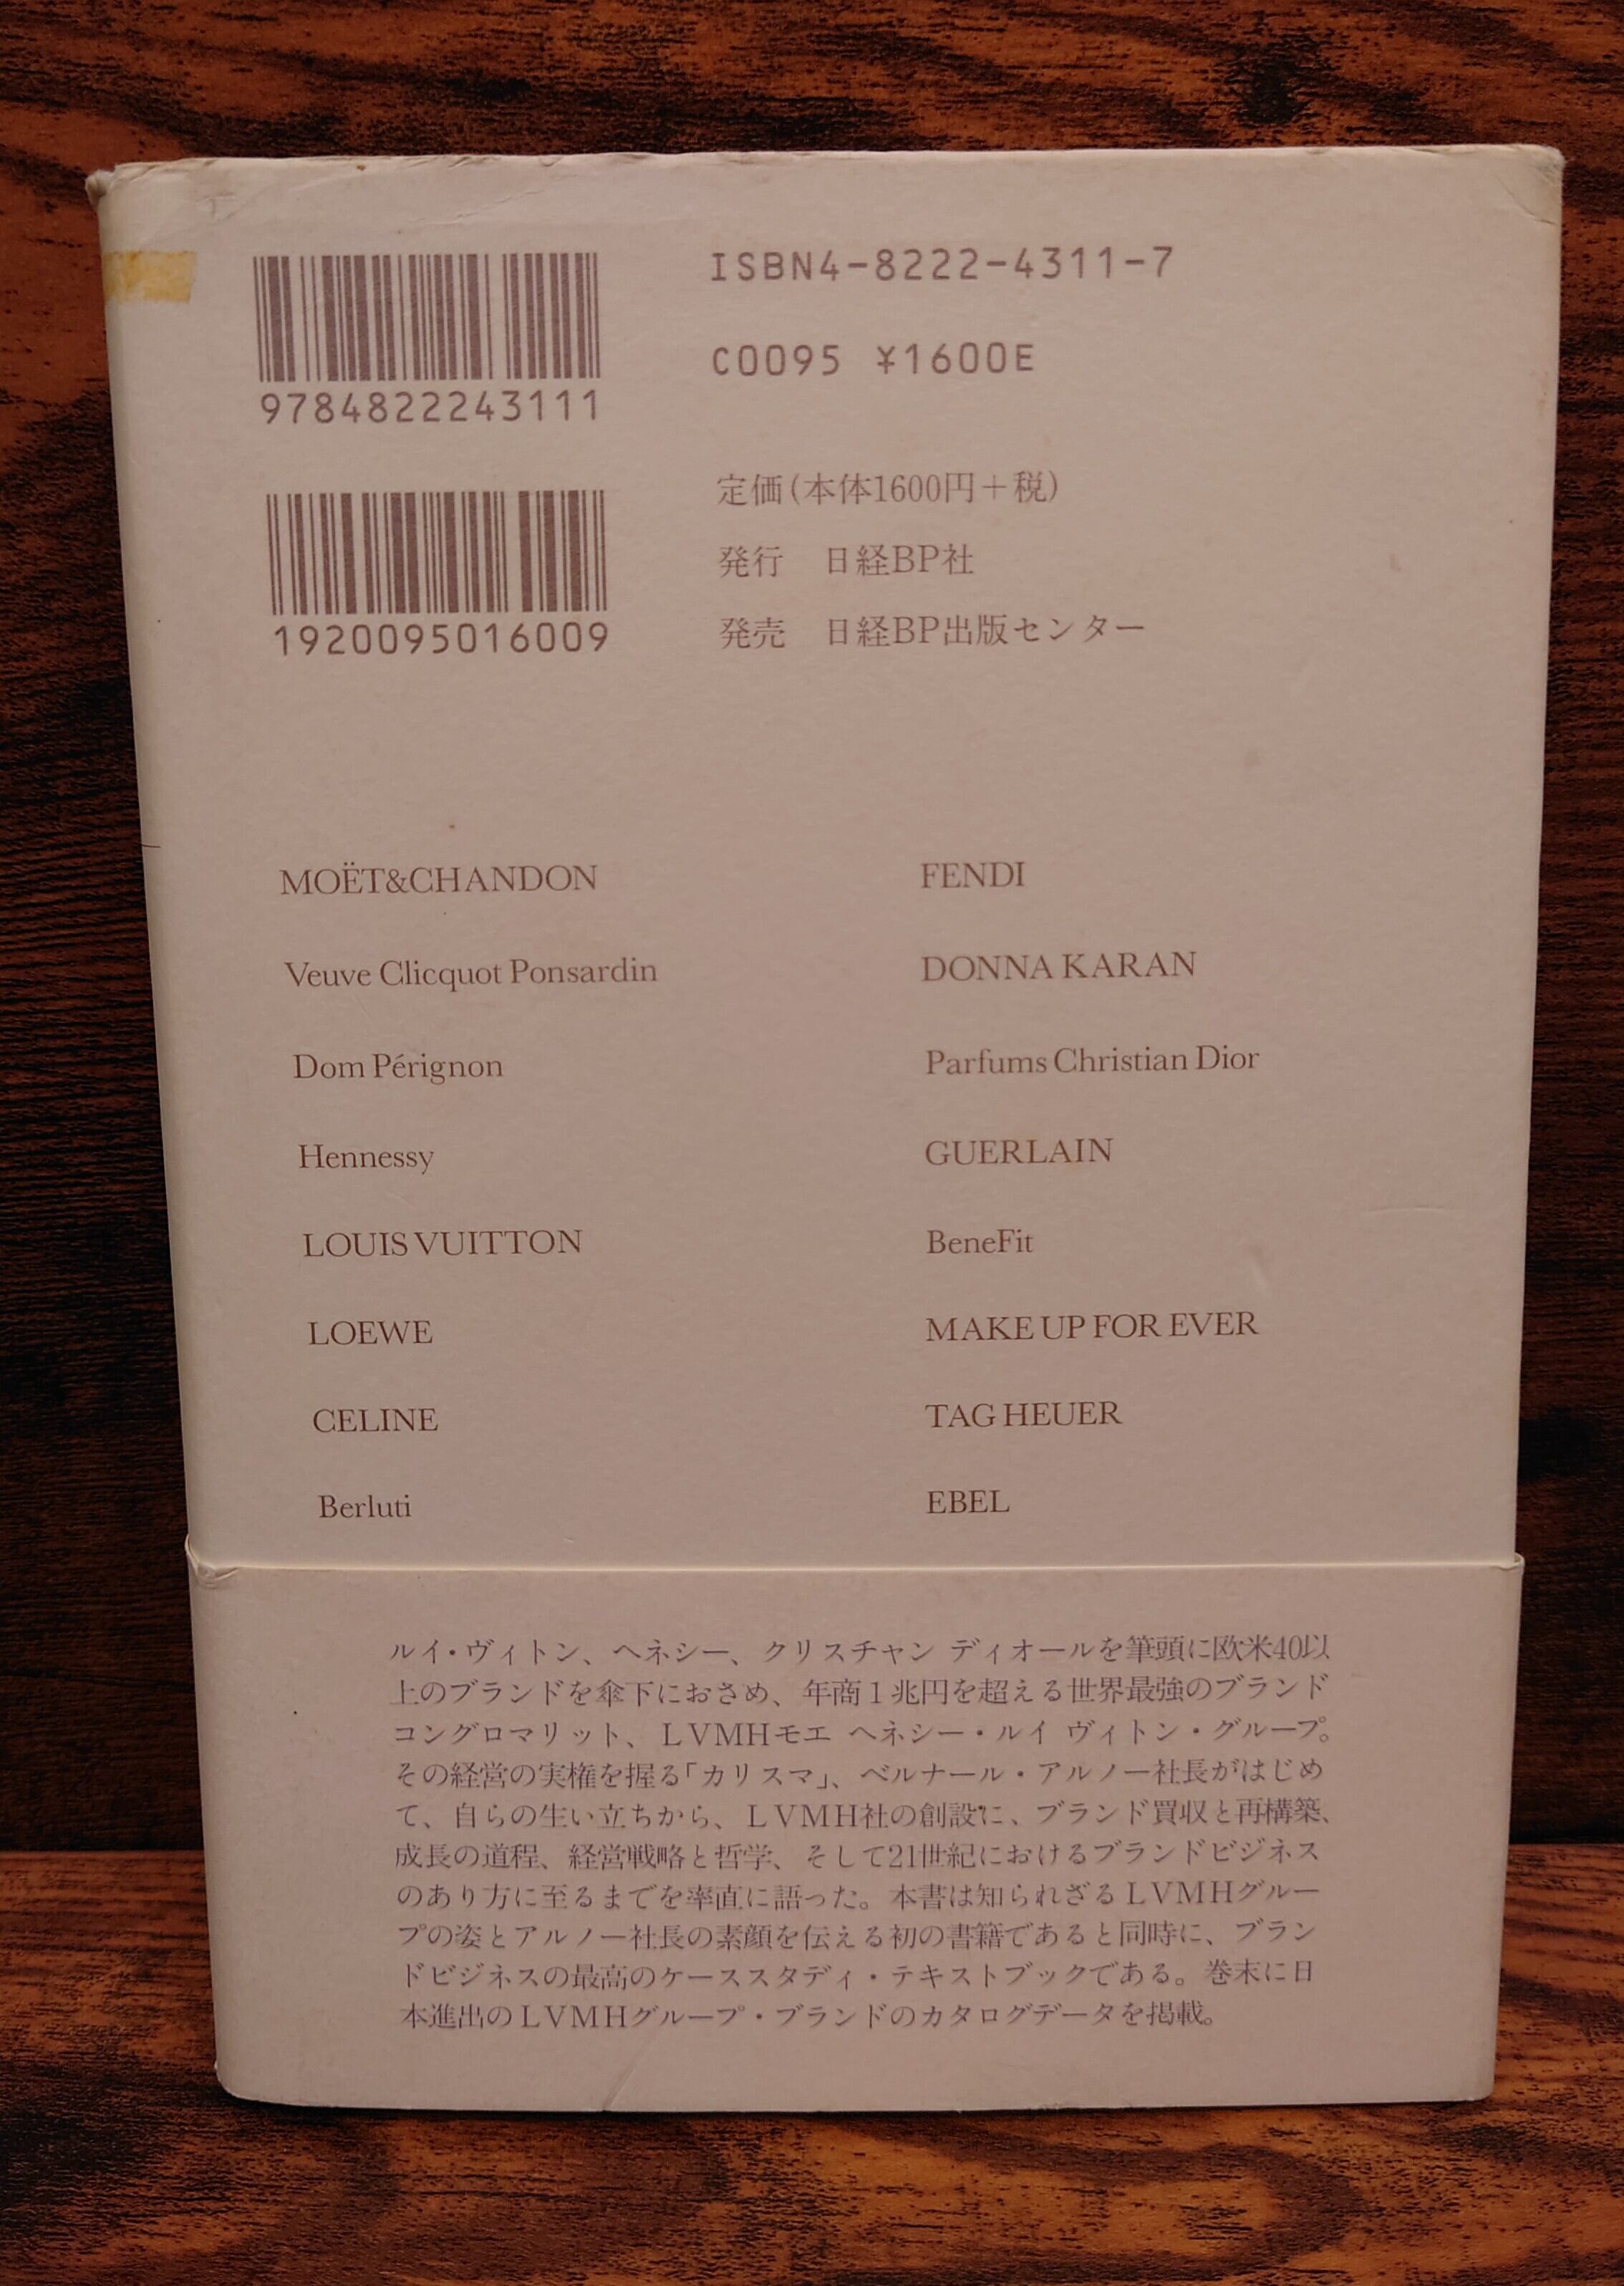 ISBN4-8222-4311-7
C0095 ¥1600E
9784822243111
定価(本体1600円+税)
発行 日経BP社
発売 日経BP出版センター
1920095016009
MOËT&CHANDON
Veuve Clicquot Ponsardin
Dom Pérignon
Hennessy
LOUIS VUITTON
LOEWE
CELINE
Berluti
FENDI
DONNA KARAN
Parfums Christian Dior
GUERLAIN
BeneFit
MAKE UP FOR EVER
TAG HEUER
EBEL
ルイ・ヴィトン、ヘネシー、クリスチャン ディオールを筆頭に欧米40以
上のブランドを傘下におさめ、年商1兆円を超える世界最強のブランド
コングロマリット、LVMHモエ ヘネシー・ルイ ヴィトン・グループ。
その経営の実権を握る「カリスマ」、ベルナール・アルノー社長がはじめ
て、自らの生い立ちから、LVMH社の創設に、ブランド買収と再構築、
成長の道程、経営戦略と哲学、そして21世紀におけるブランドビジネス
のあり方に至るまでを率直に語った。本書は知られざるLVMHグルー
プの姿とアルノー社長の素顔を伝える初の書籍であると同時に、ブラン
ドビジネスの最高のケーススタディ・テキストブックである。巻末に日
本進出のLVMHグループ・ブランドのカタログデータを掲載。